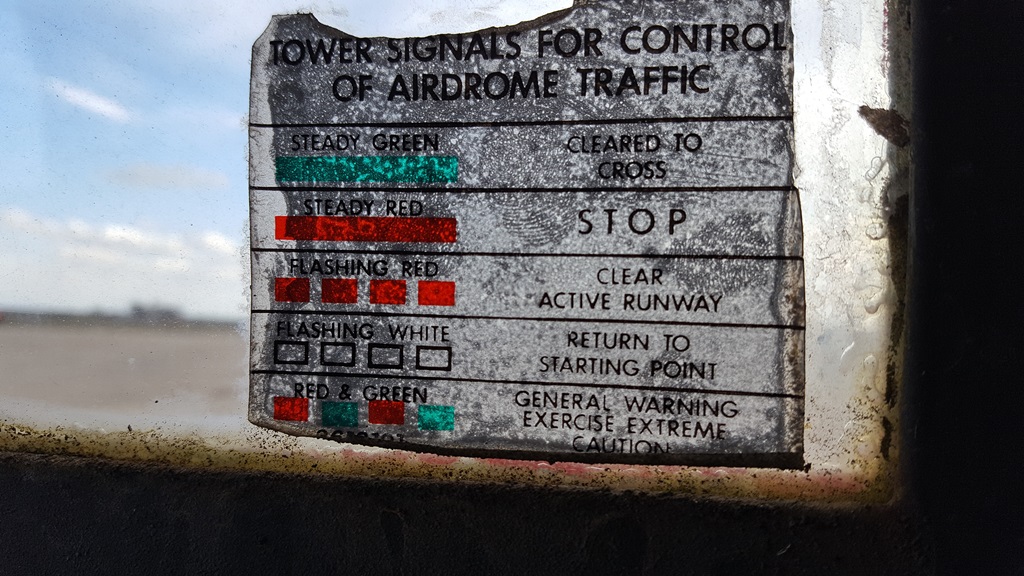 TOWER SIGNALS FOR CONTROL
OF AIRDROME TRAFFIC
STEADY GREEN
CLEARED TO
CROSS
STEADY RED
STOP
FLASHING RED
CLEAR
ACTIVE RUNWAY
FLASHING WHITE
RETURN TO
STARTING POINT
RED & GREEN
GENERAL WARNING
EXERCISE EXTREME
CAUTION